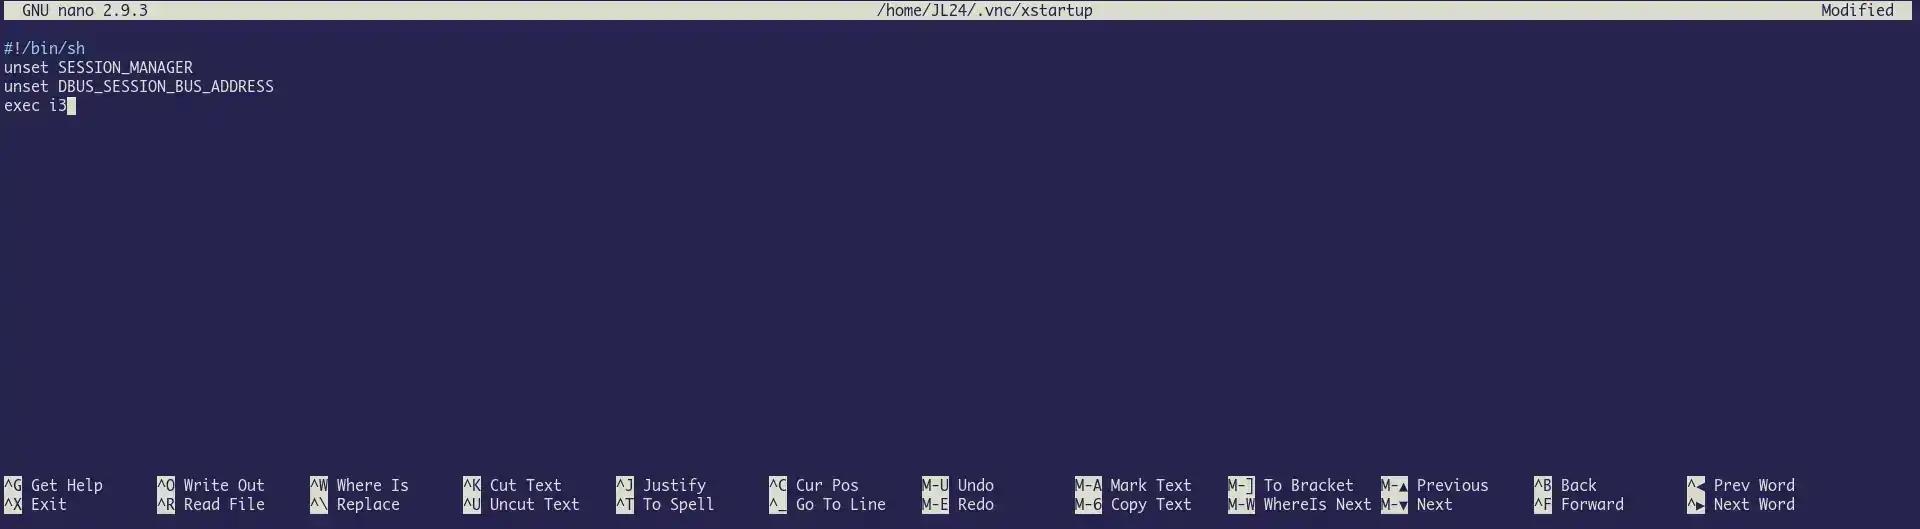 GNU nano 2.9.3 /home/JL24/.vnc/xstartup Modified
#!/bin/sh
unset SESSION_MANAGER
unset DBUS_SESSION_BUS_ADDRESS
exec i3
^G Get Help ^O Write Out ^W Where Is ^K Cut Text ^J Justify ^C Cur Pos M-U Undo M-A Mark Text M-] To Bracket M-▲ Previous ^B Back ^◀ Prev Word
^X Exit ^R Read File ^\ Replace ^U Uncut Text ^T To Spell ^_ Go To Line M-E Redo M-6 Copy Text M-W WhereIs Next M-▼ Next ^F Forward ^▶ Next Word